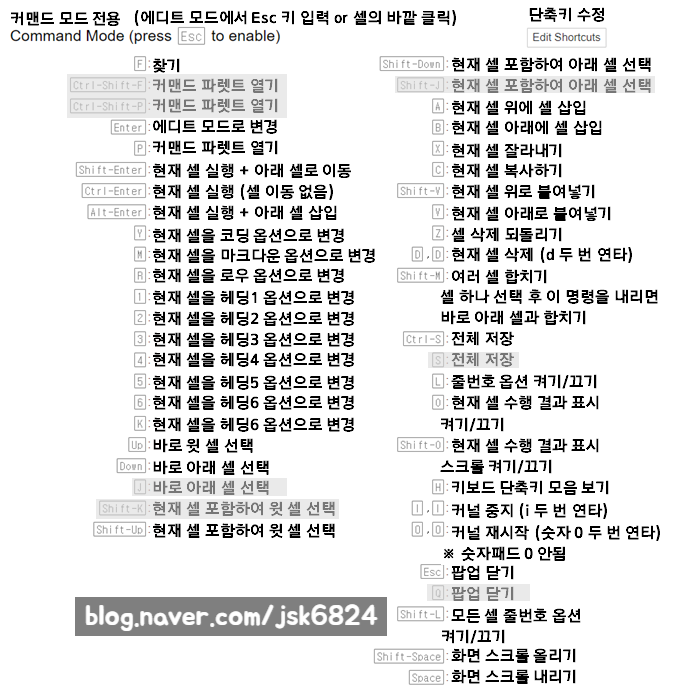 커맨드 모드 전용 (에디트 모드에서 Esc 키 입력 or 셀의 바깥 클릭)
Command Mode (press Esc to enable)
단축키 수정
Edit Shortcuts
F : 찾기
Ctrl-Shift-F : 커맨드 파렛트 열기
Ctrl-Shift-P : 커맨드 파렛트 열기
Enter : 에디트 모드로 변경
P : 커맨드 파렛트 열기
Shift-Enter : 현재 셀 실행 + 아래 셀로 이동
Ctrl-Enter : 현재 셀 실행 (셀 이동 없음)
Alt-Enter : 현재 셀 실행 + 아래 셀 삽입
Y : 현재 셀을 코딩 옵션으로 변경
M : 현재 셀을 마크다운 옵션으로 변경
R : 현재 셀을 로우 옵션으로 변경
1 : 현재 셀을 헤딩1 옵션으로 변경
2 : 현재 셀을 헤딩2 옵션으로 변경
3 : 현재 셀을 헤딩3 옵션으로 변경
4 : 현재 셀을 헤딩4 옵션으로 변경
5 : 현재 셀을 헤딩5 옵션으로 변경
6 : 현재 셀을 헤딩6 옵션으로 변경
K : 현재 셀을 헤딩6 옵션으로 변경
Up : 바로 윗 셀 선택
Down : 바로 아래 셀 선택
J : 바로 아래 셀 선택
Shift-K : 현재 셀 포함하여 윗 셀 선택
Shift-Up : 현재 셀 포함하여 윗 셀 선택
Shift-Down : 현재 셀 포함하여 아래 셀 선택
Shift-J : 현재 셀 포함하여 아래 셀 선택
A : 현재 셀 위에 셀 삽입
B : 현재 셀 아래에 셀 삽입
X : 현재 셀 잘라내기
C : 현재 셀 복사하기
Shift-V : 현재 셀 위로 붙여넣기
V : 현재 셀 아래로 붙여넣기
Z : 셀 삭제 되돌리기
D , D : 현재 셀 삭제 (d 두 번 연타)
Shift-M : 여러 셀 합치기
셀 하나 선택 후 이 명령을 내리면
바로 아래 셀과 합치기
Ctrl-S : 전체 저장
S : 전체 저장
L : 줄번호 옵션 켜기/끄기
O : 현재 셀 수행 결과 표시
켜기/끄기
Shift-O : 현재 셀 수행 결과 표시
스크롤 켜기/끄기
H : 키보드 단축키 모음 보기
I , I : 커널 중지 (i 두 번 연타)
0 , 0 : 커널 재시작 (숫자 0 두 번 연타)
※ 숫자패드 0 안됨
Esc : 팝업 닫기
Q : 팝업 닫기
Shift-L : 모든 셀 줄번호 옵션
켜기/끄기
Shift-Space : 화면 스크롤 올리기
Space : 화면 스크롤 내리기
blog.naver.com/jsk6824